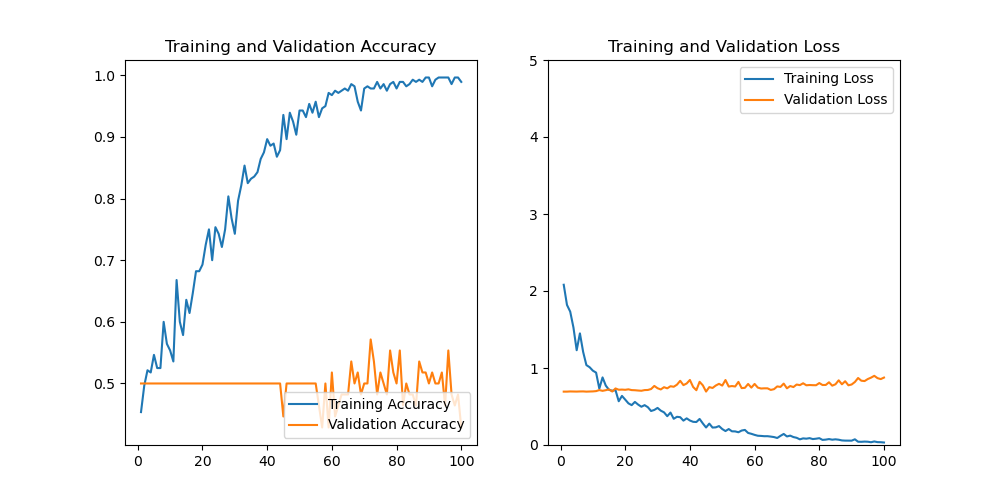 Training and Validation Accuracy
1.0
0.9
0.8
0.7
0.6
0.5
0 20 40 60 80 100
Training Accuracy
Validation Accuracy
Training and Validation Loss
5
4
3
2
1
0
0 20 40 60 80 100
Training Loss
Validation Loss